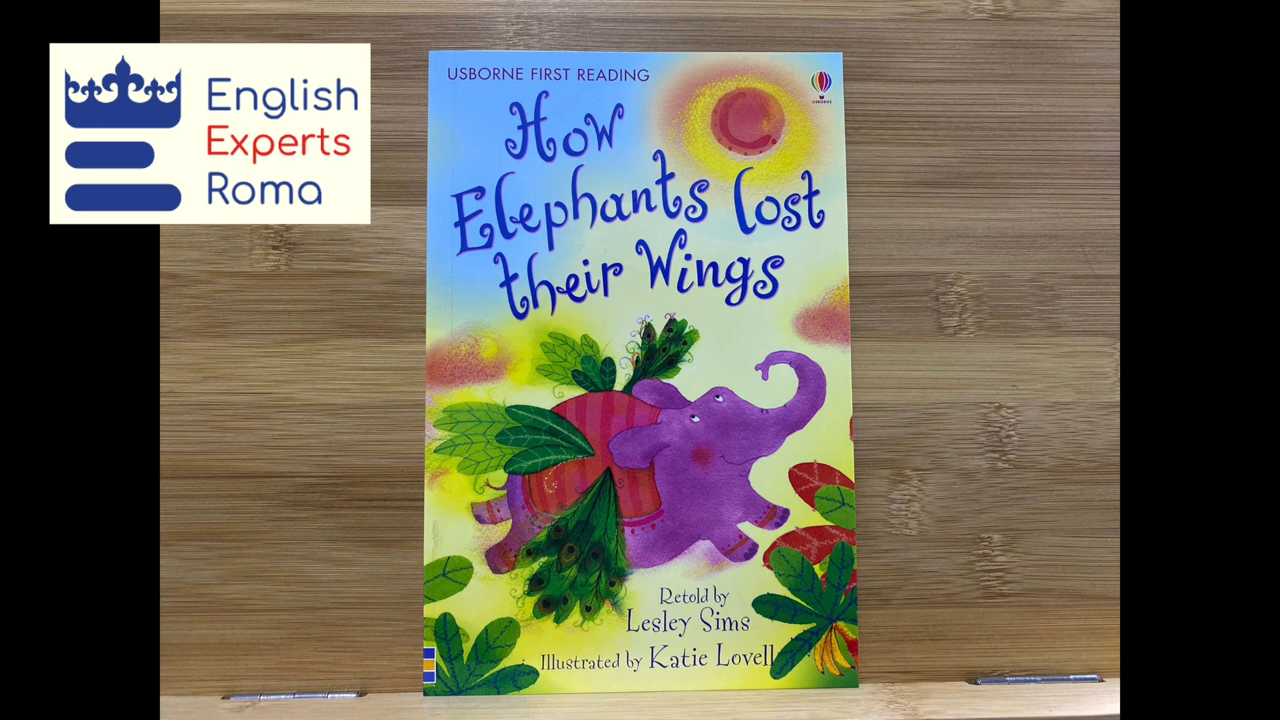 English
Experts
Roma
USBORNE FIRST READING
USBORNE
How
Elephants lost
their Wings
Retold by
Lesley Sims
Illustrated by Katie Lovell